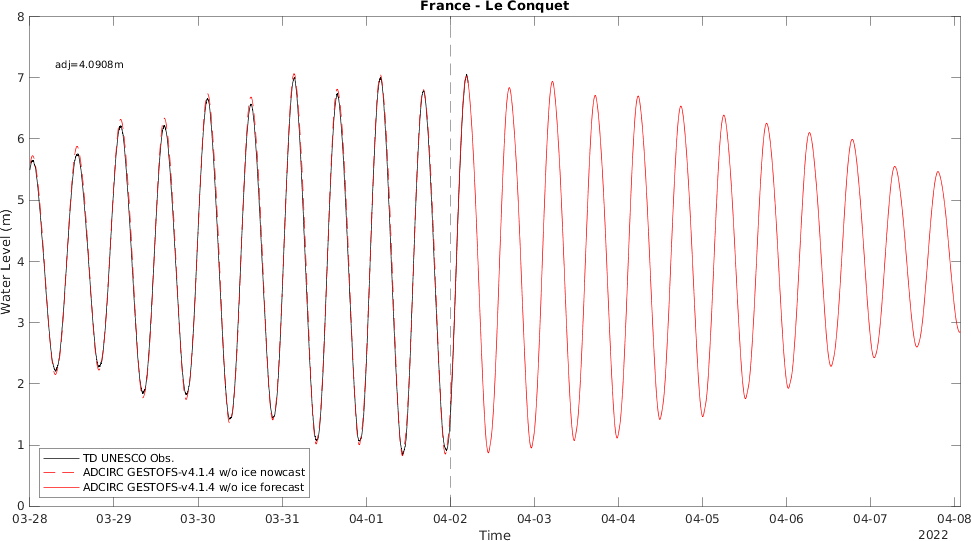 France - Le Conquet
8
adj=4.0908m
7
6
5
4
3
2
1
0
Water Level (m)
TD UNESCO Obs.
ADCIRC GESTOFS-v4.1.4 w/o ice nowcast
ADCIRC GESTOFS-v4.1.4 w/o ice forecast
03-28 03-29 03-30 03-31 04-01 04-02 04-03 04-04 04-05 04-06 04-07 04-08
Time
2022